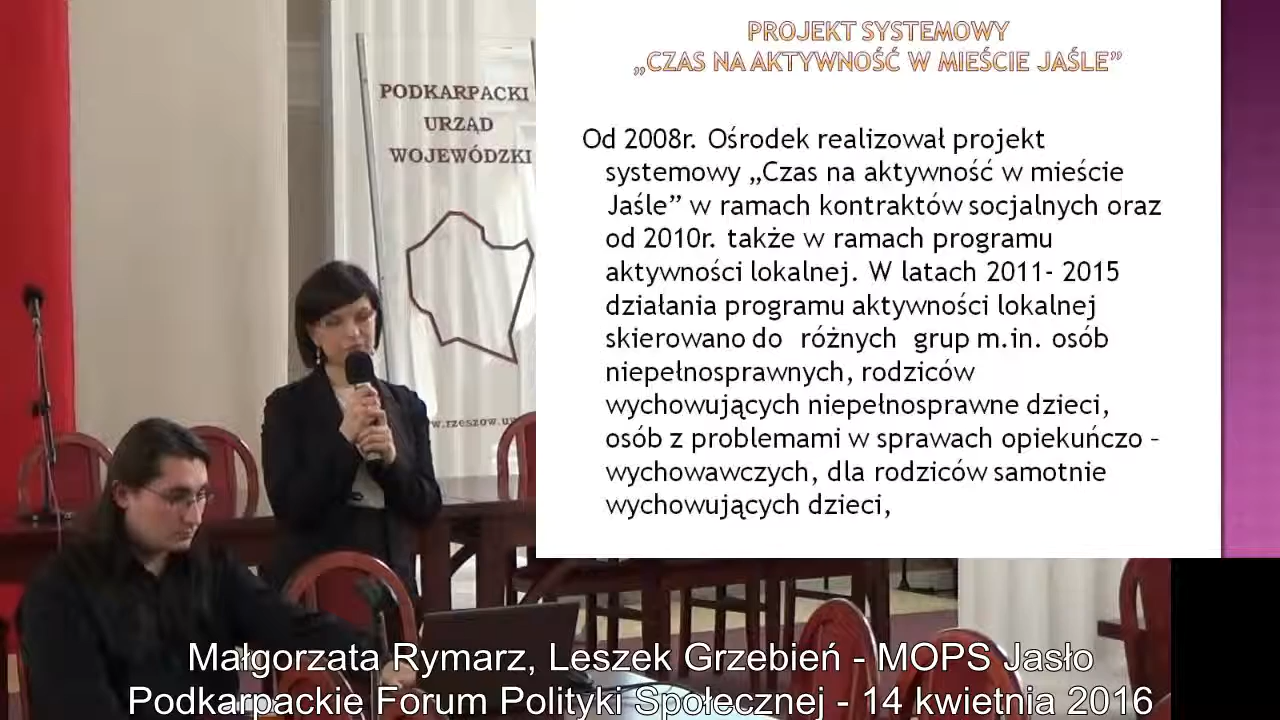 PROJEKT SYSTEMOWY
„CZAS NA AKTYWNOŚĆ W MIEŚCIE JAŚLE”
Od 2008r. Ośrodek realizował projekt
systemowy „Czas na aktywność w mieście
Jaśle” w ramach kontraktów socjalnych oraz
od 2010r. także w ramach programu
aktywności lokalnej. W latach 2011- 2015
działania programu aktywności lokalnej
skierowano do różnych grup m.in. osób
niepełnosprawnych, rodziców
wychowujących niepełnosprawne dzieci,
osób z problemami w sprawach opiekuńczo –
wychowawczych, dla rodziców samotnie
wychowujących dzieci,
PODKARPACKI
URZĄD
WOJEWÓDZKI
Małgorzata Rymarz, Leszek Grzebień - MOPS Jasło
Podkarpackie Forum Polityki Społecznej - 14 kwietnia 2016